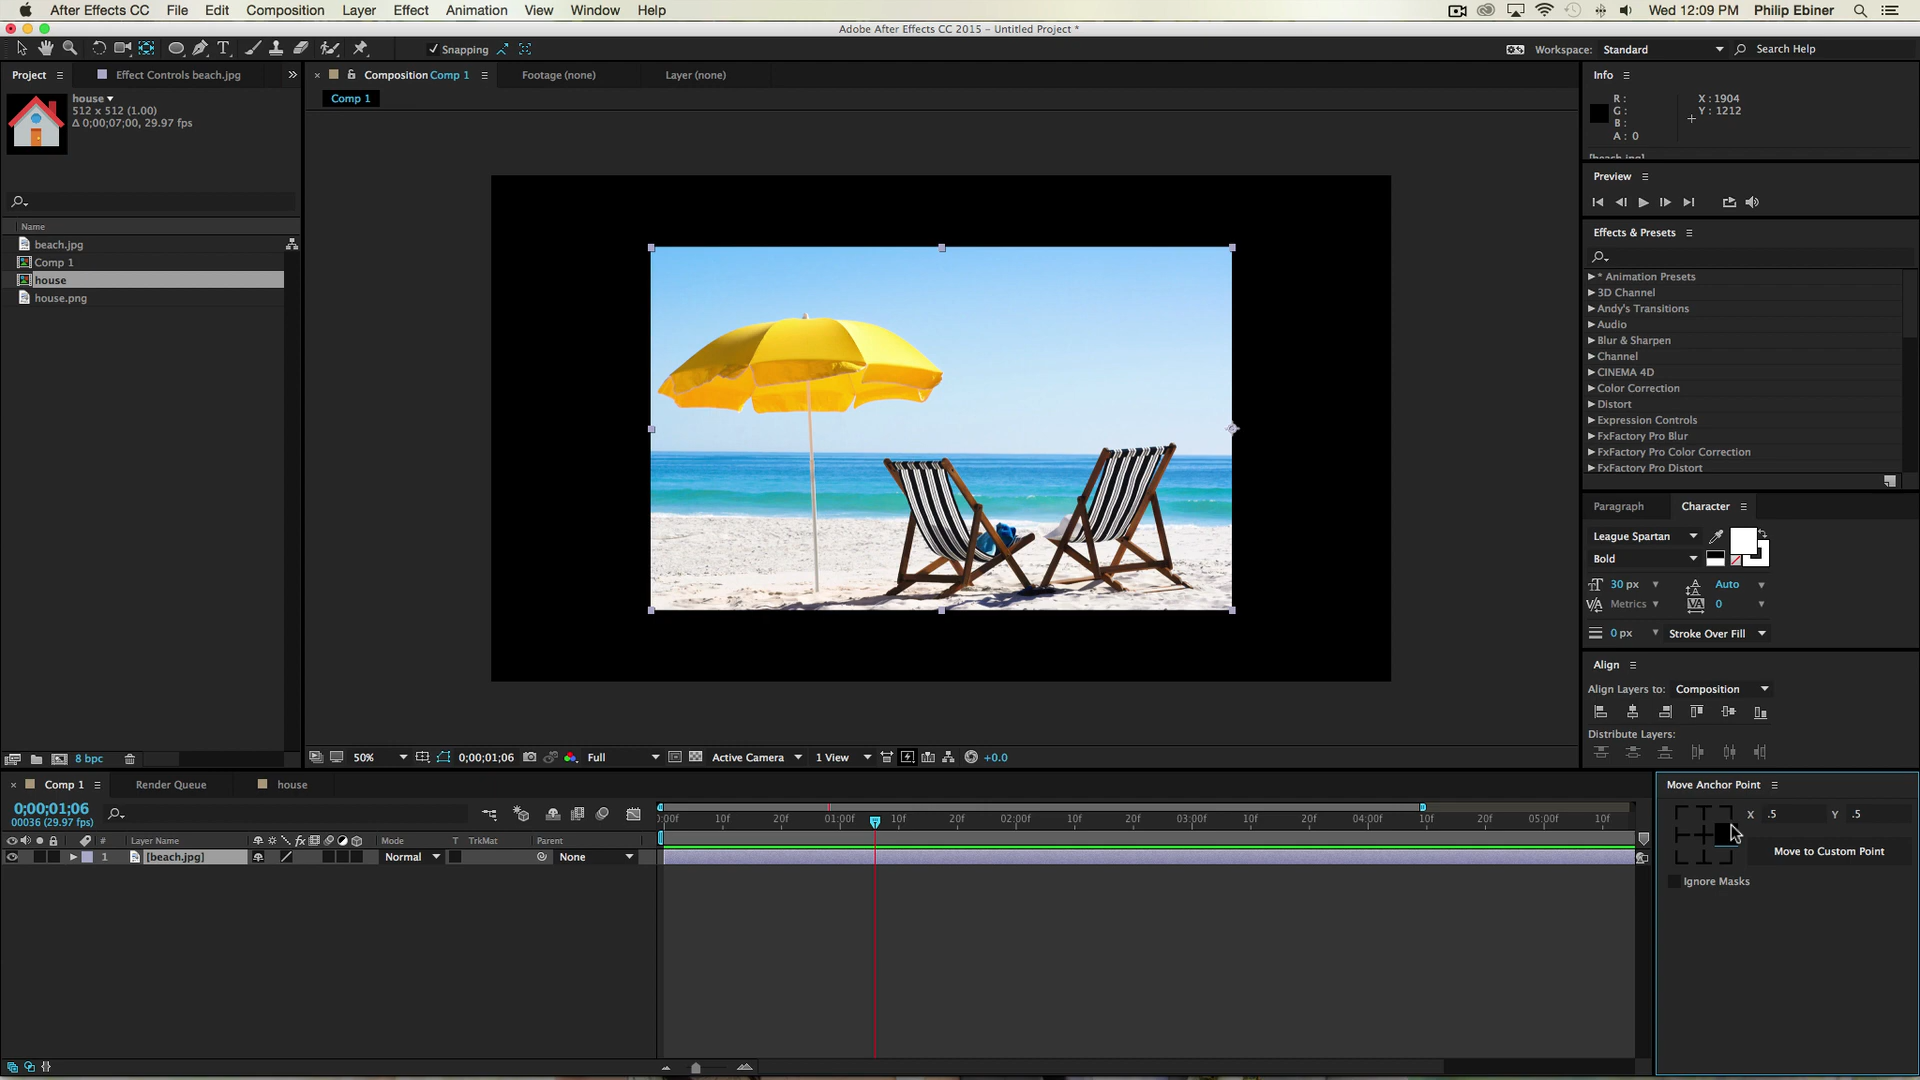 After Effects CC File Edit Composition Layer Effect Animation View Window Help Wed 12:09 PM Philip Ebiner
Adobe After Effects CC 2015 - Untitled Project *
Snapping Workspace: Standard Search Help
Project Effect Controls beach.jpg
house
512 x 512 (1.00)
Δ 0;00;07;00, 29.97 fps
Name
beach.jpg
Comp 1
house
house.png
8 bpc
Composition Comp 1 Footage (none) Layer (none)
Comp 1
50% 0;00;01;06 Full Active Camera 1 View +0.0
Info
R : X : 1904
G : Y : 1212
B :
A : 0
[beach.jpg]
Preview
Effects & Presets
* Animation Presets
3D Channel
Andy's Transitions
Audio
Blur & Sharpen
Channel
CINEMA 4D
Color Correction
Distort
Expression Controls
FxFactory Pro Blur
FxFactory Pro Color Correction
FxFactory Pro Distort
Paragraph Character
League Spartan
Bold
30 px Auto
Metrics 0
0 px Stroke Over Fill
Align
Align Layers to: Composition
Distribute Layers:
Comp 1 Render Queue house
0;00;01;06
00036 (29.97 fps)
# Layer Name Mode T TrkMat Parent
1 [beach.jpg] Normal None
0:00f 10f 20f 01:00f 10f 20f 02:00f 10f 20f 03:00f 10f 20f 04:00f 10f 20f 05:00f 10f
Move Anchor Point
X .5 Y .5
Move to Custom Point
Ignore Masks